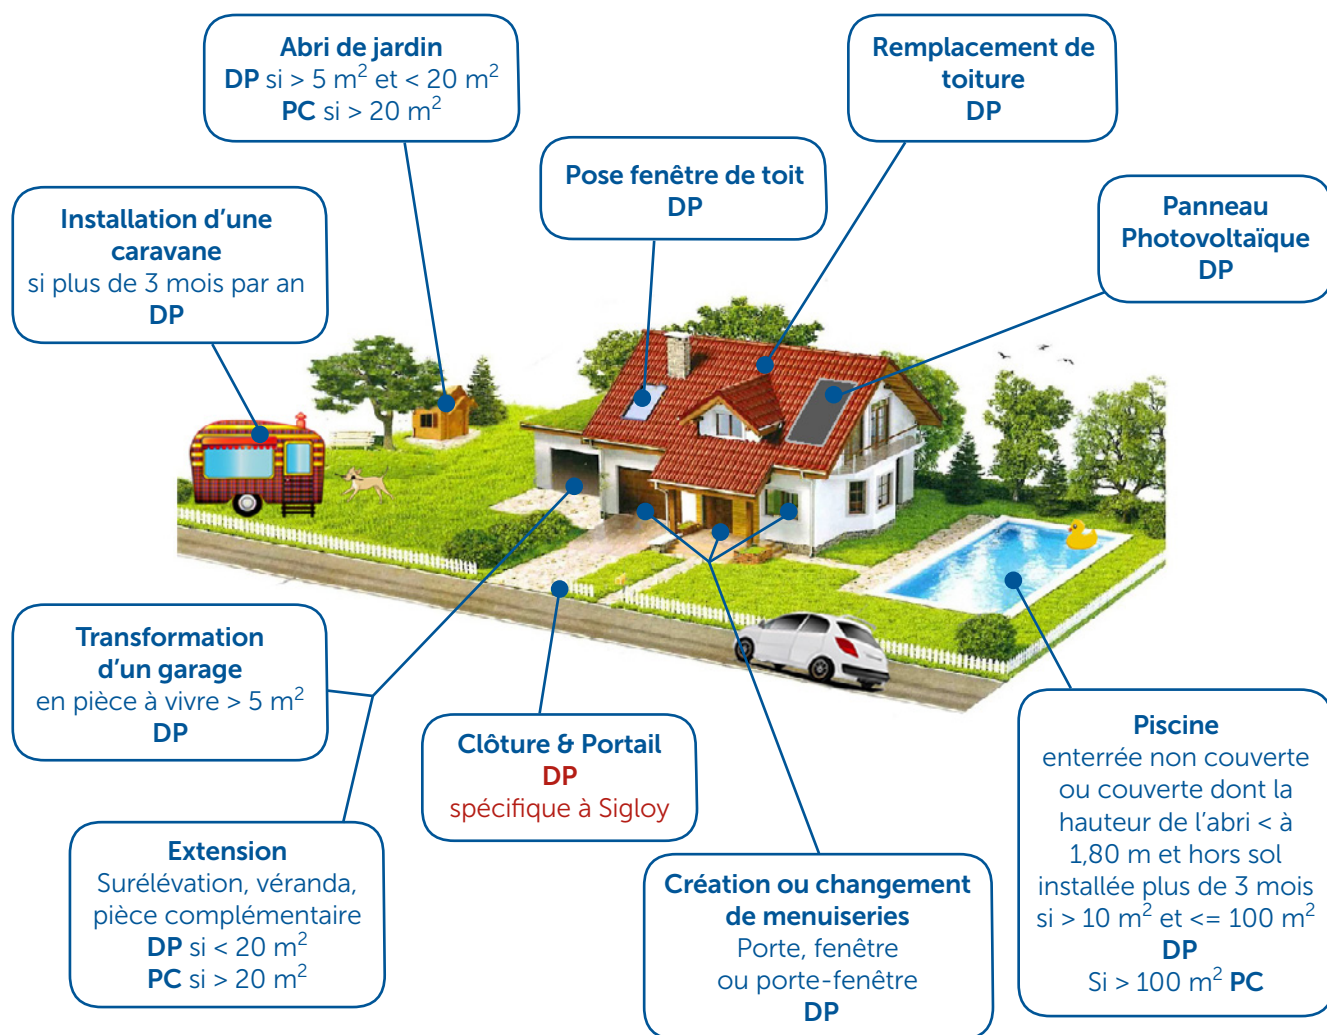 Abri de jardin
DP si > 5 m² et < 20 m²
PC si > 20 m²
Remplacement de
toiture
DP
Pose fenêtre de toit
DP
Installation d’une
caravane
si plus de 3 mois par an
DP
Panneau
Photovoltaïque
DP
Transformation
d’un garage
en pièce à vivre > 5 m²
DP
Clôture & Portail
DP
spécifique à Sigloy
Piscine
enterrée non couverte
ou couverte dont la
hauteur de l’abri < à
1,80 m et hors sol
installée plus de 3 mois
si > 10 m² et <= 100 m²
DP
Si > 100 m² PC
Extension
Surélévation, véranda,
pièce complémentaire
DP si < 20 m²
PC si > 20 m²
Création ou changement
de menuiseries
Porte, fenêtre
ou porte-fenêtre
DP